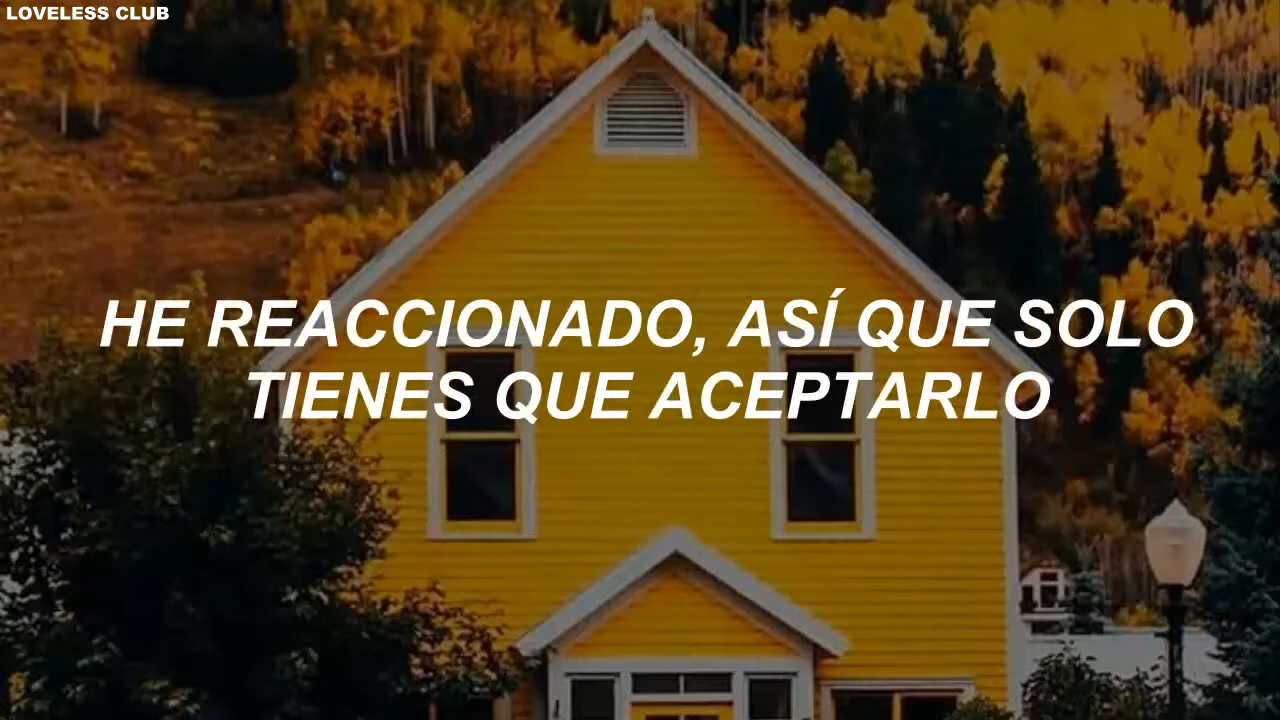 LOVELESS CLUB
HE REACCIONADO, ASÍ QUE SOLO
TIENES QUE ACEPTARLO